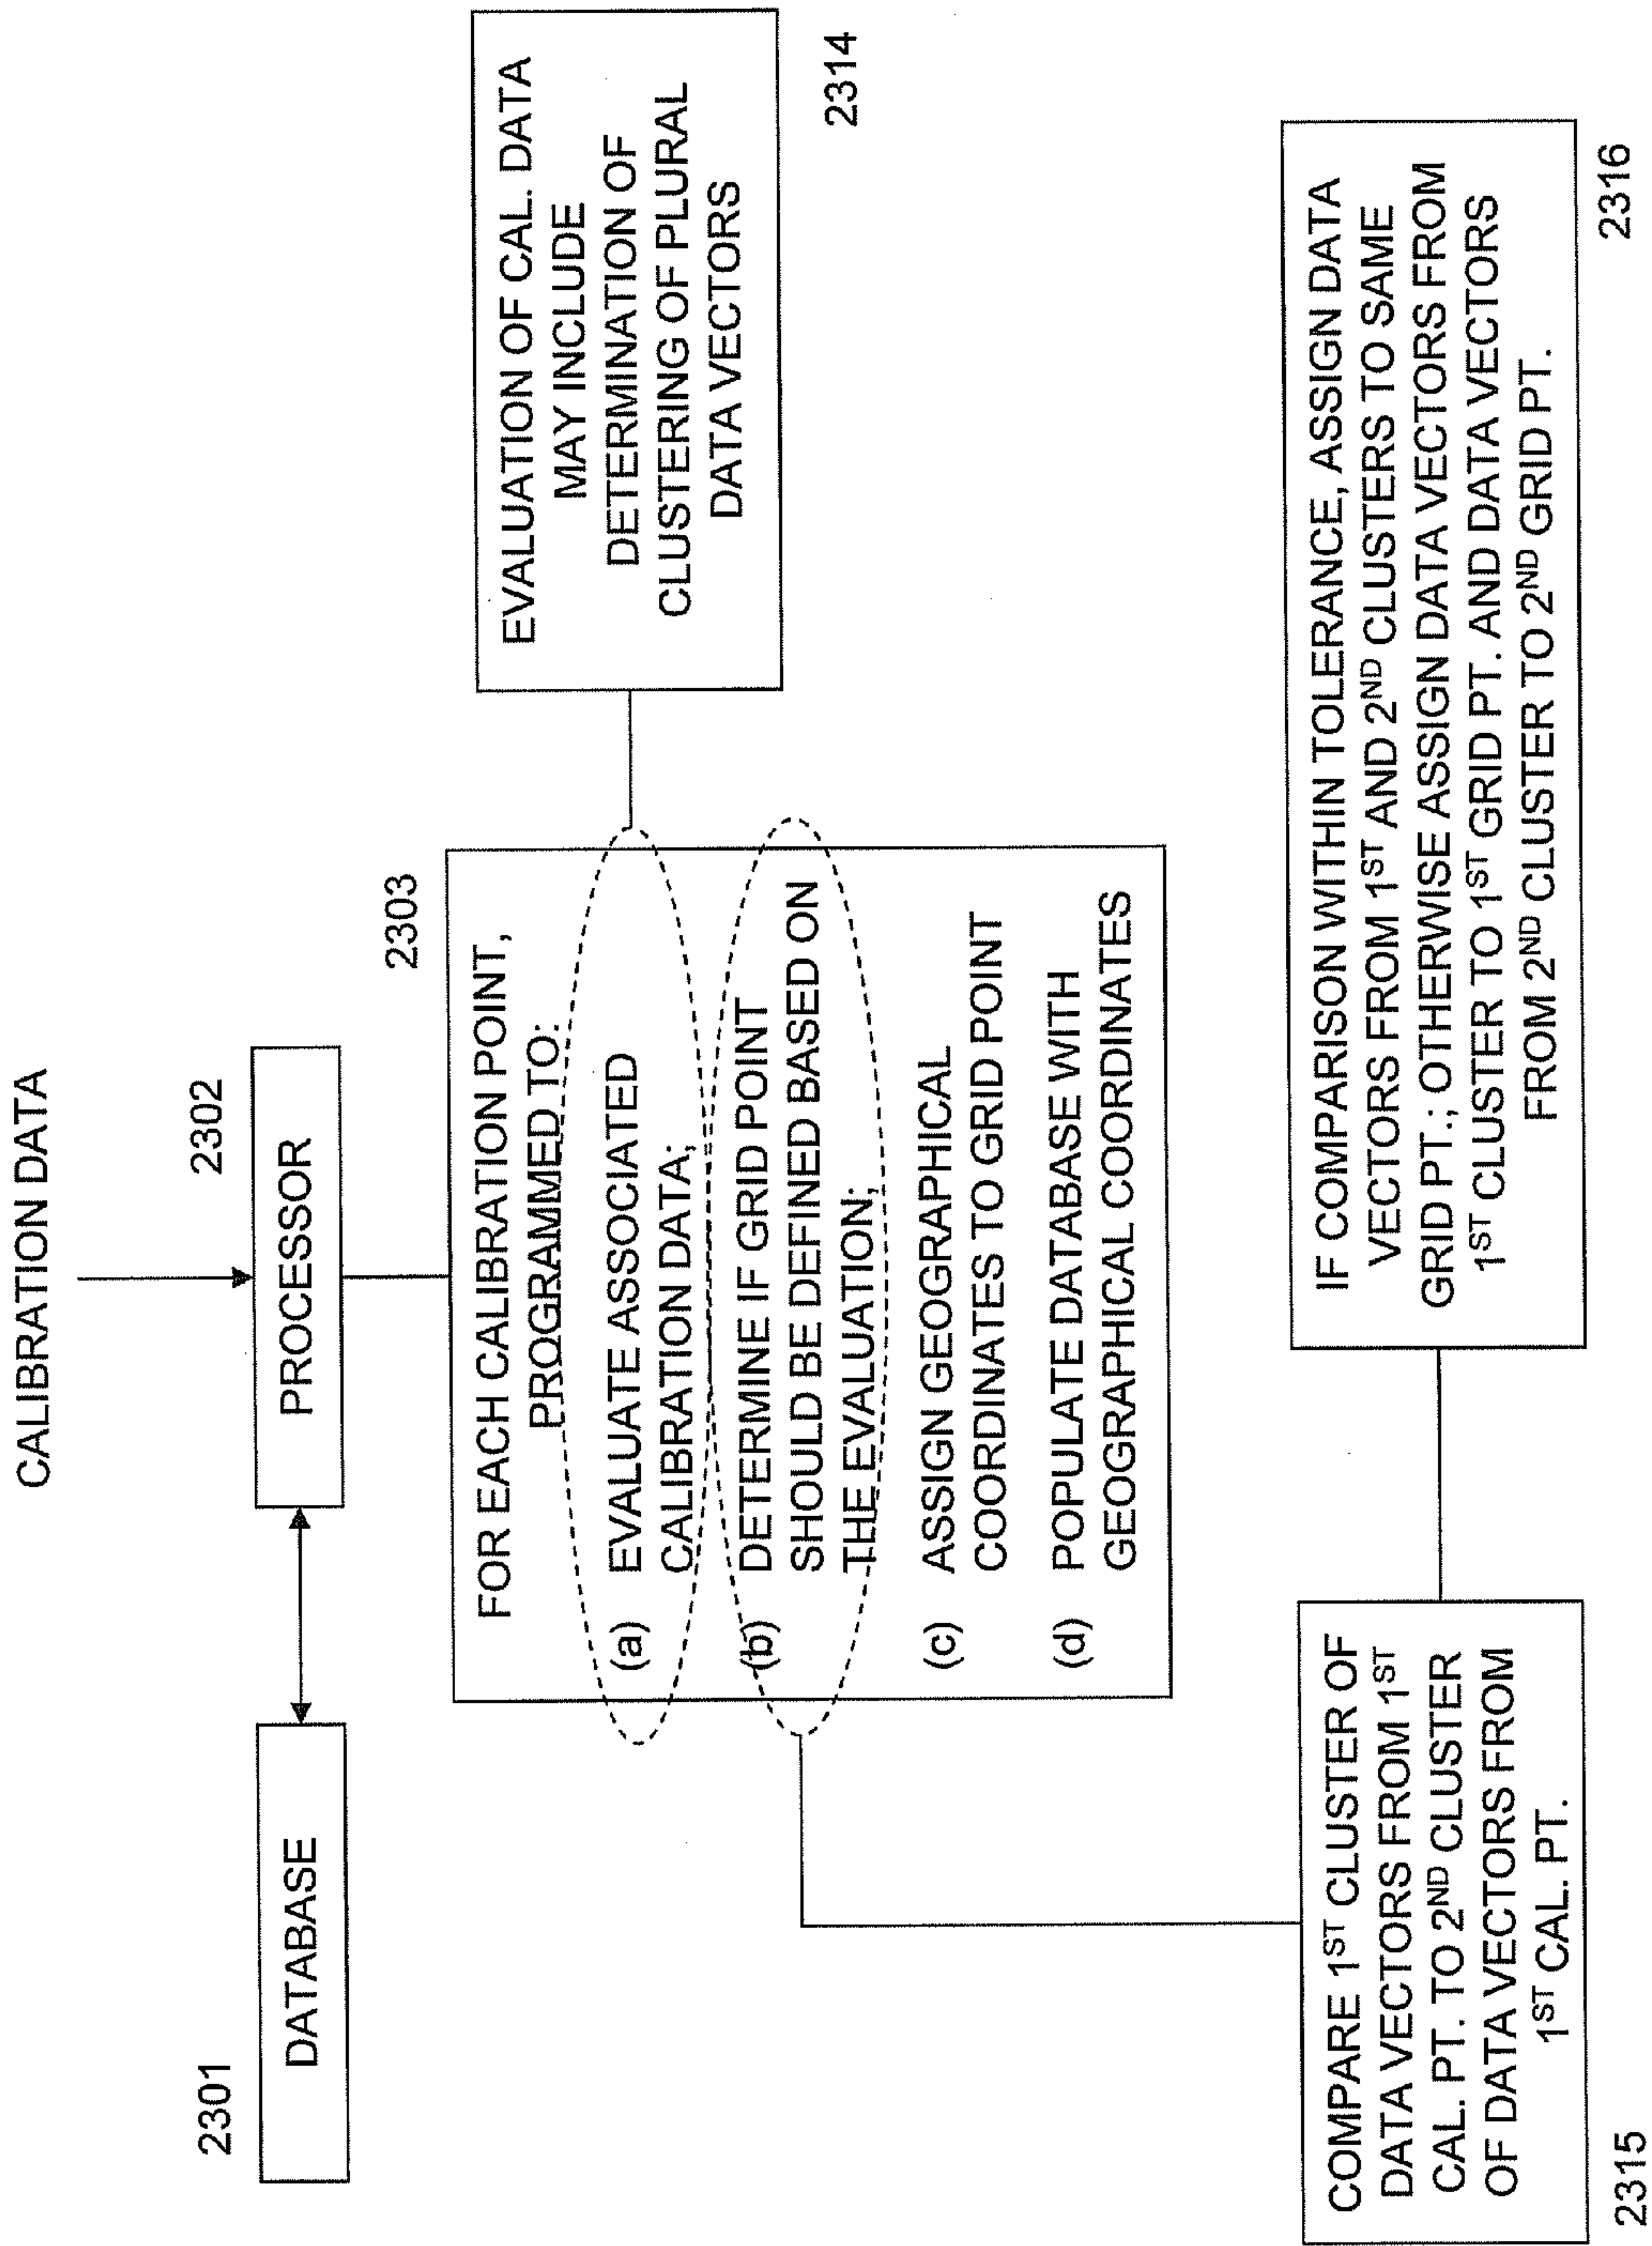 CALIBRATION DATA
2301
DATABASE
2302
PROCESSOR
2303
FOR EACH CALIBRATION POINT,
PROGRAMMED TO:
(a) EVALUATE ASSOCIATED
CALIBRATION DATA;
(b) DETERMINE IF GRID POINT
SHOULD BE DEFINED BASED ON
THE EVALUATION;
(c) ASSIGN GEOGRAPHICAL
COORDINATES TO GRID POINT
(d) POPULATE DATABASE WITH
GEOGRAPHICAL COORDINATES
EVALUATION OF CAL. DATA
MAY INCLUDE
DETERMINATION OF
CLUSTERING OF PLURAL
DATA VECTORS
2314
COMPARE 1ST CLUSTER OF
DATA VECTORS FROM 1ST
CAL. PT. TO 2ND CLUSTER
OF DATA VECTORS FROM
1ST CAL. PT.
2315
IF COMPARISON WITHIN TOLERANCE, ASSIGN DATA
VECTORS FROM 1ST AND 2ND CLUSTERS TO SAME
GRID PT.; OTHERWISE ASSIGN DATA VECTORS FROM
1ST CLUSTER TO 1ST GRID PT. AND DATA VECTORS
FROM 2ND CLUSTER TO 2ND GRID PT.
2316